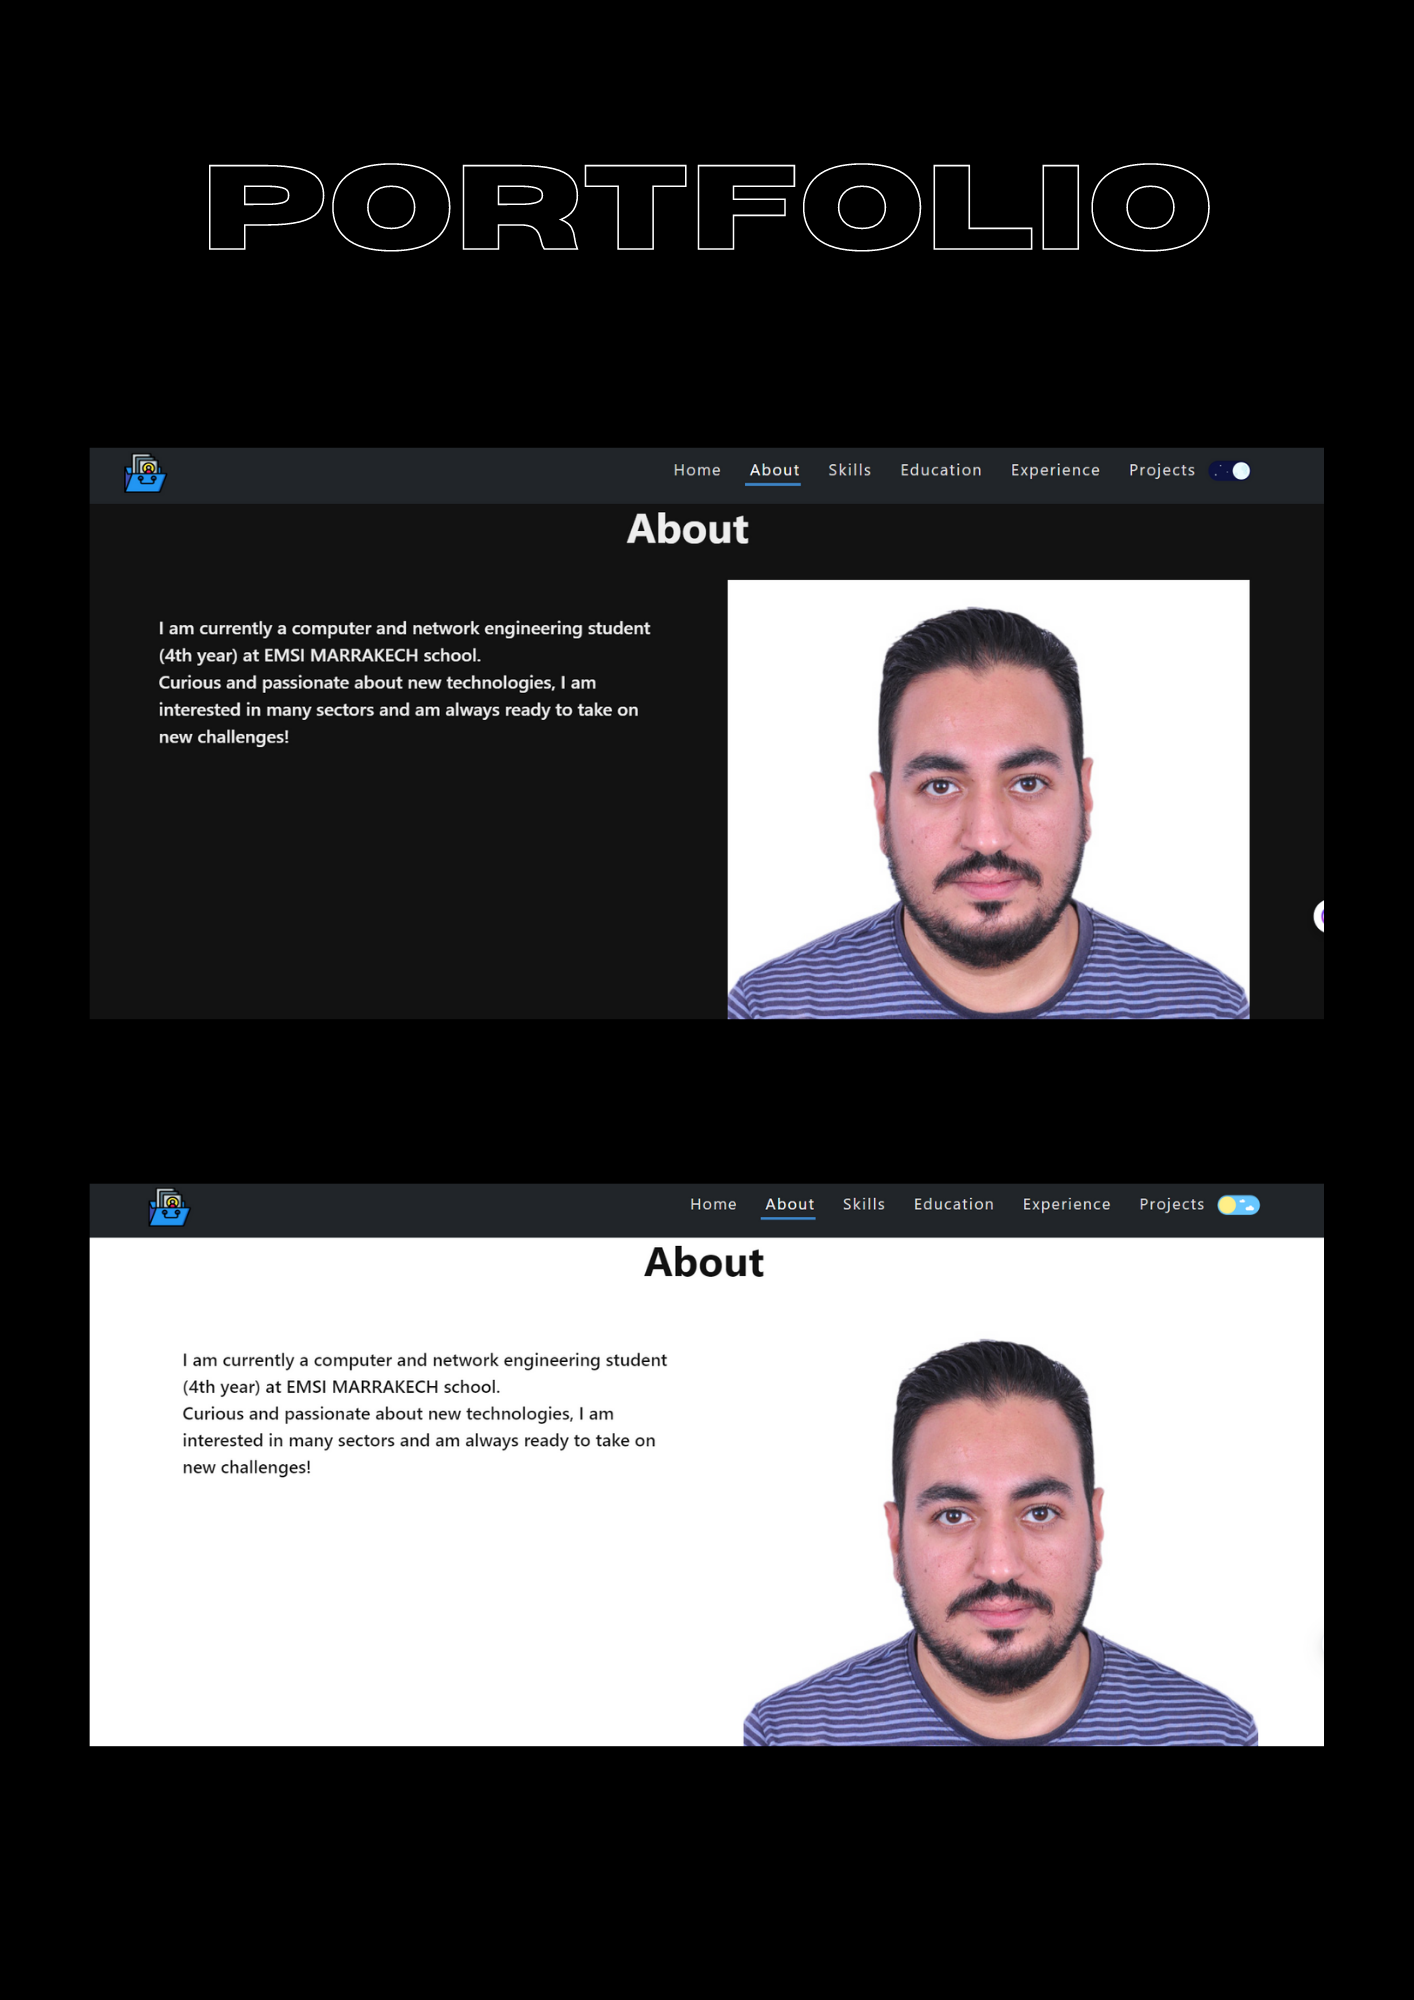 PORTFOLIO
Home About Skills Education Experience Projects
About
I am currently a computer and network engineering student
(4th year) at EMSI MARRAKECH school.
Curious and passionate about new technologies, I am
interested in many sectors and am always ready to take on
new challenges!
Home About Skills Education Experience Projects
About
I am currently a computer and network engineering student
(4th year) at EMSI MARRAKECH school.
Curious and passionate about new technologies, I am
interested in many sectors and am always ready to take on
new challenges!